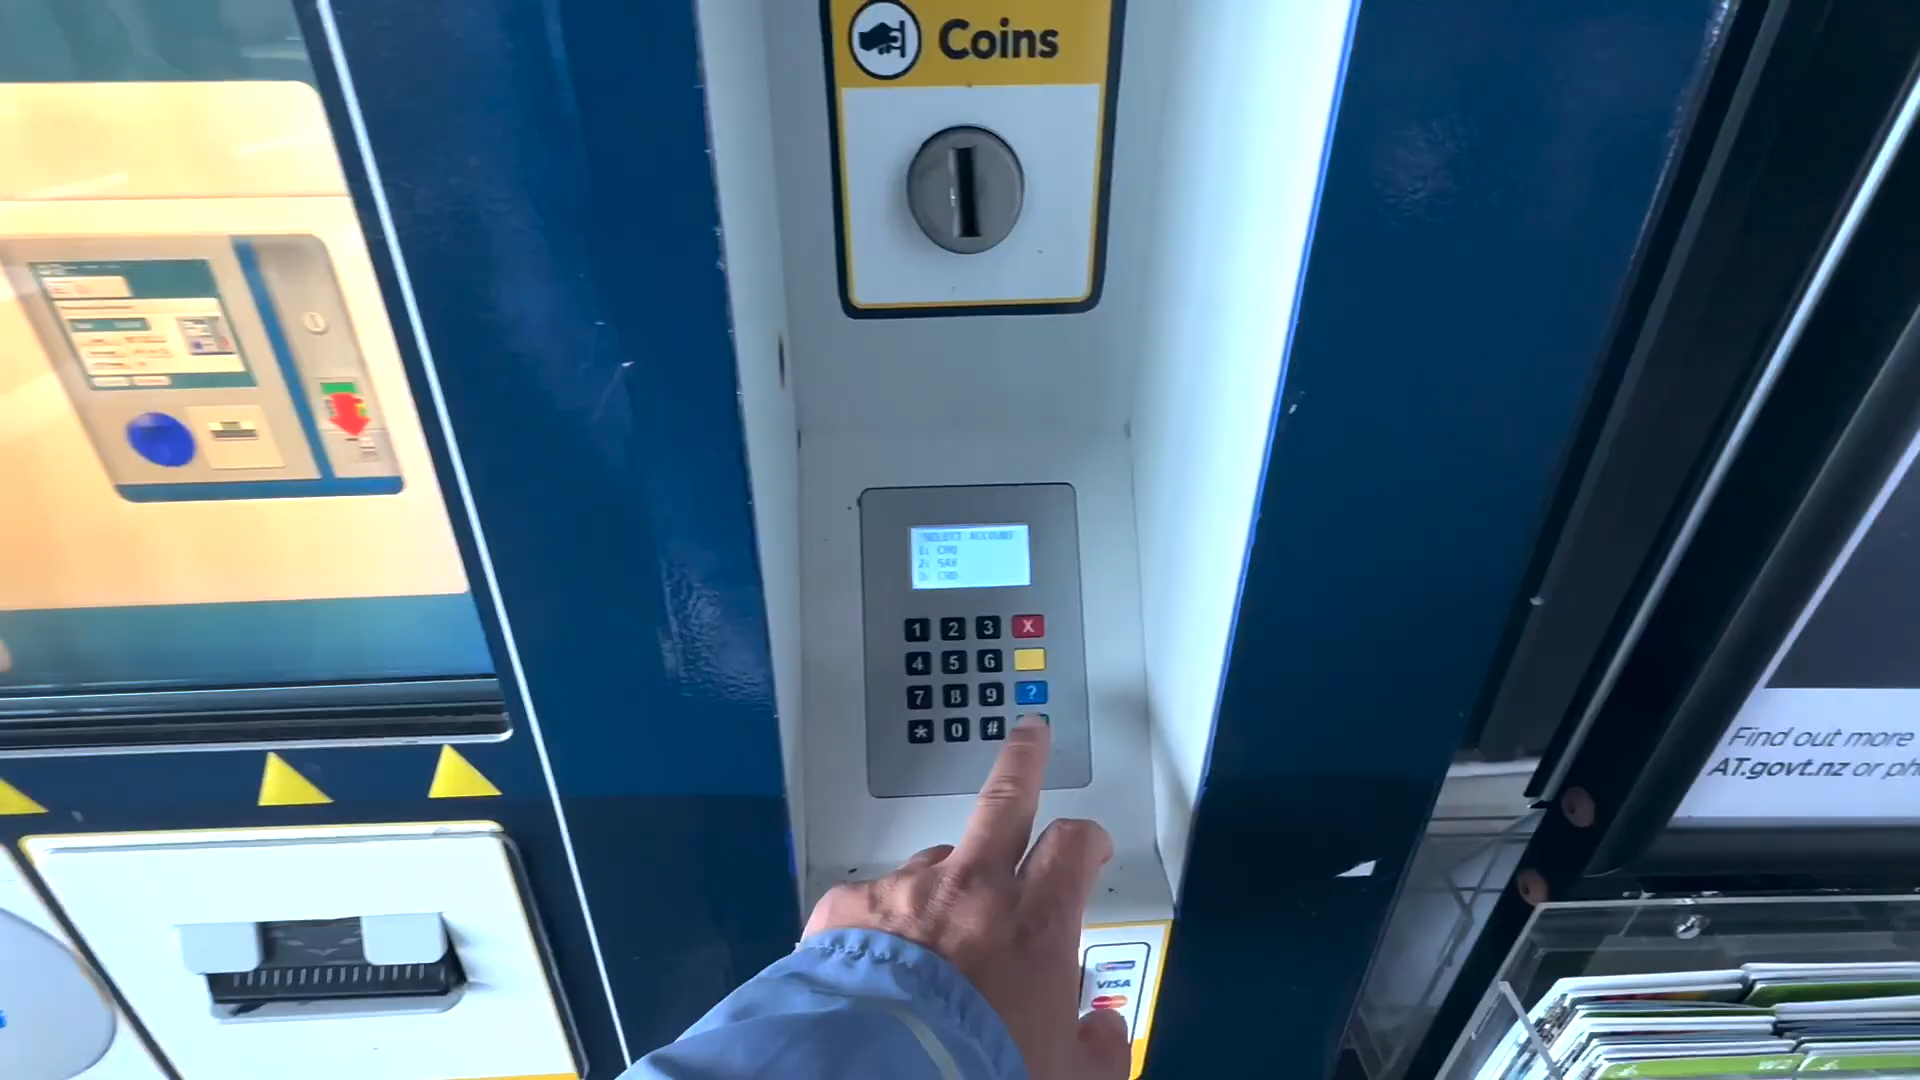 Coins
SELECT ACCOUNT
1: CHQ
2: SAV
3: CRD
1 2 3 X
4 5 6
7 8 9 ?
* 0 #
VISA
Find out more
AT.govt.nz or ph